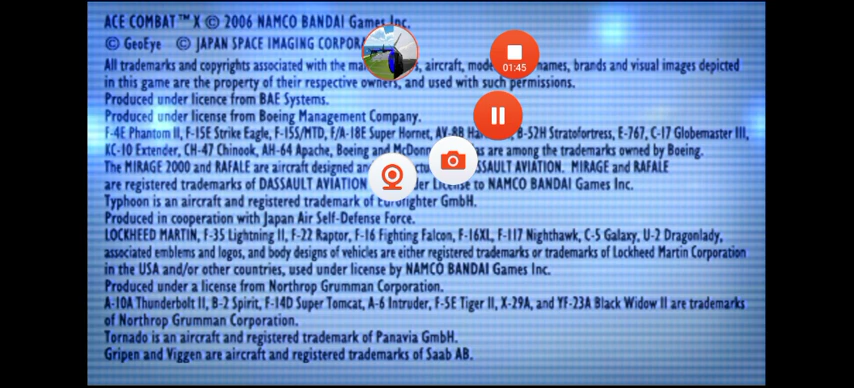 ACE COMBAT™ X © 2006 NAMCO BANDAI Games Inc.
© GeoEye © JAPAN SPACE IMAGING CORPORA
All trademarks and copyrights associated with the aircraft, names, brands and visual images depicted
in this game are the property of their respective owners, and used with such permissions.
Produced under licence from BAE Systems.
Produced under license from Boeing Management Company.
F-4E Phantom II, F-15E Strike Eagle, F-15S/MTD, F/A-18E Super Hornet, AV-8B B-52H Stratofortress, E-767, C-17 Globemaster III,
KC-10 Extender, CH-47 Chinook, AH-64 Apache, Boeing and as are among the trademarks owned by Boeing.
The MIRAGE 2000 and RAFALE are aircraft designed SSAULT AVIATION. MIRAGE and RAFALE
are registered trademarks of DASSAULT AVIATION License to NAMCO BANDAI Games Inc.
Typhoon is an aircraft and registered trademark of Eurofighter GmbH.
Produced in cooperation with Japan Air Self-Defense Force.
LOCKHEED MARTIN, F-35 Lightning II, F-22 Raptor, F-16 Fighting Falcon, F-16XL, F-117 Nighthawk, C-5 Galaxy, U-2 Dragonlady,
associated emblems and logos, and body designs of vehicles are either registered trademarks or trademarks of Lockheed Martin Corporation
in the USA and/or other countries, used under license by NAMCO BANDAI Games Inc.
Produced under a license from Northrop Grumman Corporation.
A-10A Thunderbolt II, B-2 Spirit, F-14D Super Tomcat, A-6 Intruder, F-5E Tiger II, X-29A, and YF-23A Black Widow II are trademarks
of Northrop Grumman Corporation.
Tornado is an aircraft and registered trademark of Panavia GmbH.
Gripen and Viggen are aircraft and registered trademarks of Saab AB.
01:45